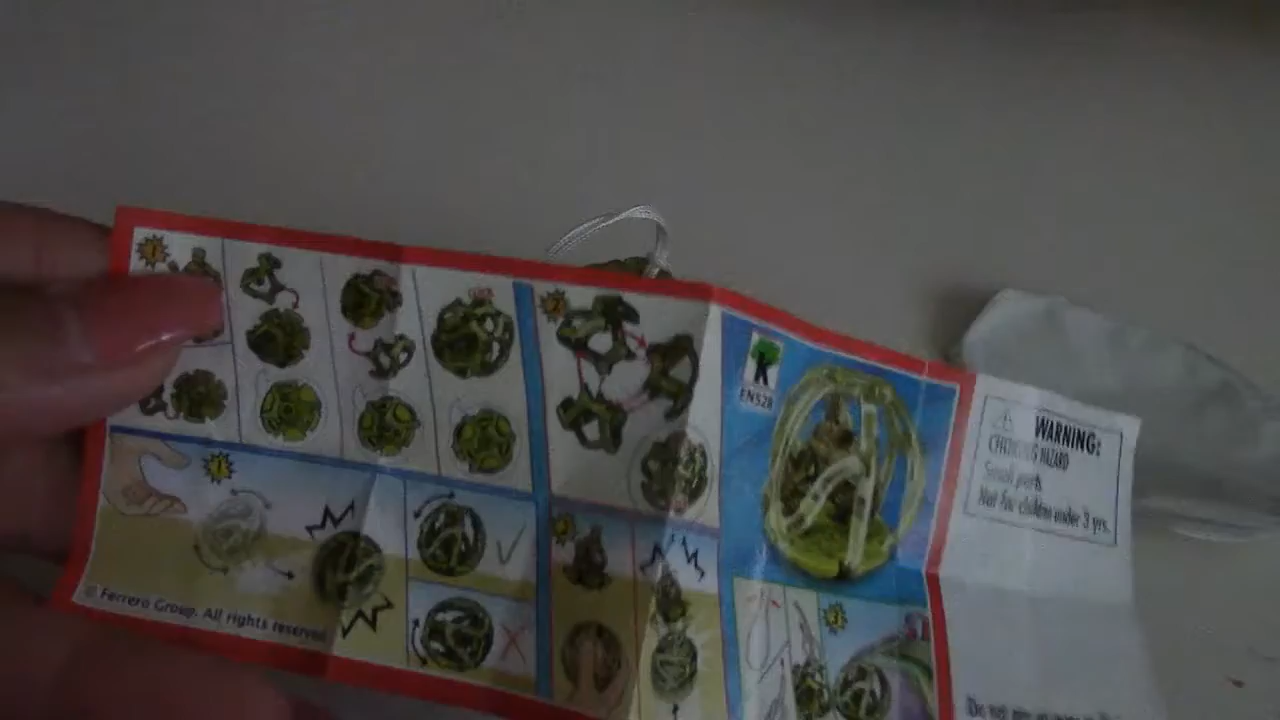 EN528
WARNING:
CHOKING HAZARD
Small parts
Not for children under 3 yrs.
© Ferrero Group. All rights reserved